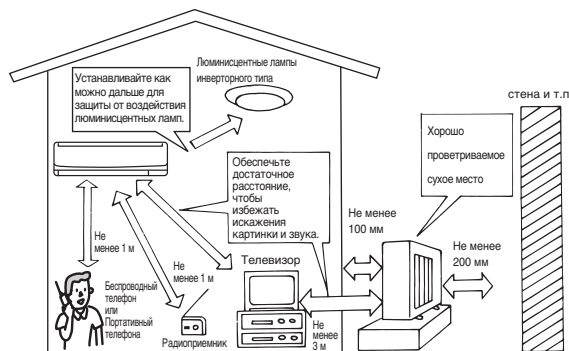 Люминисцентные лампы
инверторного типа
Устанавливайте как
можно дальше для
защиты от воздействия
люминисцентных ламп.
стена и т.п
Хорошо
проветриваемое
сухое место
Обеспечьте
достаточное
расстояние,
чтобы
избежать
искажения
картинки и звука.
Не менее
100 мм
Не менее
200 мм
Не
менее 1 м
Не
менее 1 м
Телевизор
Беспроводный
телефон
или
Портативный
телефона
Радиоприемник
Не
менее
3 м